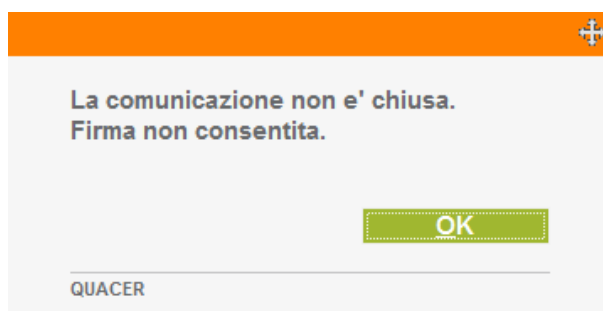 La comunicazione non e' chiusa.
Firma non consentita.
OK
QUACER